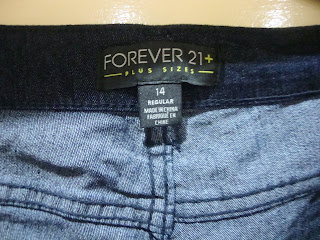 FOREVER 21+
PLUS SIZES
14
REGULAR
MADE IN CHINA
FABRIQUÉ EN
CHINE